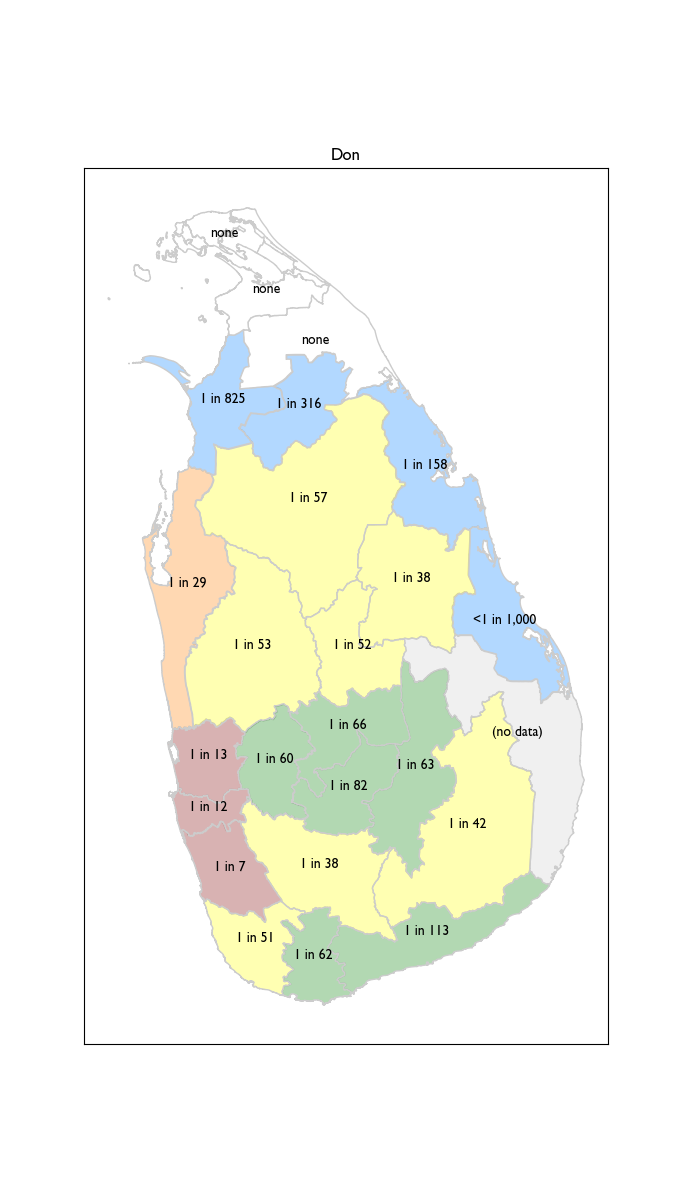 Don
none
none
none
1 in 825
1 in 316
1 in 158
1 in 57
1 in 38
1 in 29
<1 in 1,000
1 in 53
1 in 52
1 in 66
(no data)
1 in 13
1 in 60
1 in 63
1 in 82
1 in 12
1 in 42
1 in 38
1 in 7
1 in 113
1 in 51
1 in 62